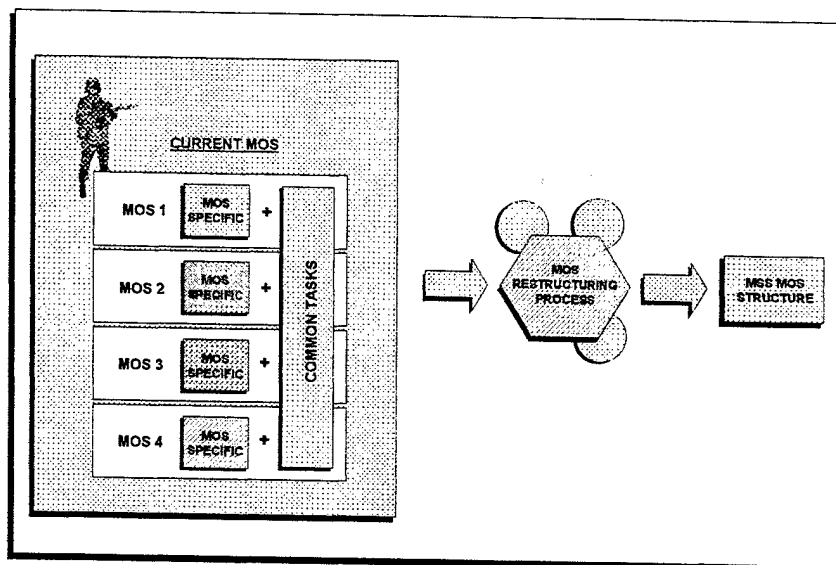 CURRENT MOS
MOS 1
MOS
SPECIFIC
+
MOS 2
MOS
SPECIFIC
+
MOS 3
MOS
SPECIFIC
+
MOS 4
MOS
SPECIFIC
+
COMMON TASKS
MOS
RESTRUCTURING
PROCESS
MSS MOS
STRUCTURE